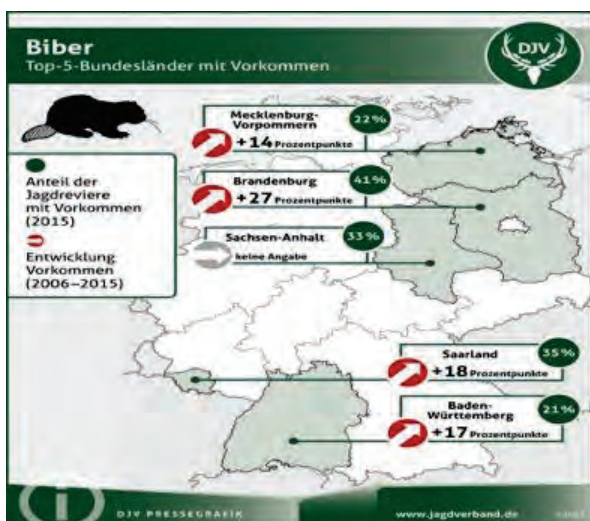 Biber
Top-5-Bundesländer mit Vorkommen
DJV
Mecklenburg-
Vorpommern
22%
+14 Prozentpunkte
Brandenburg
41%
+27 Prozentpunkte
Sachsen-Anhalt
33%
keine Angabe
Anteil der
Jagdreviere
mit Vorkommen
(2015)
Entwicklung
Vorkommen
(2006–2015)
Saarland
35%
+18 Prozentpunkte
Baden-
Württemberg
21%
+17 Prozentpunkte
i
DJV PRESSEGRAFIK
www.jagdverband.de